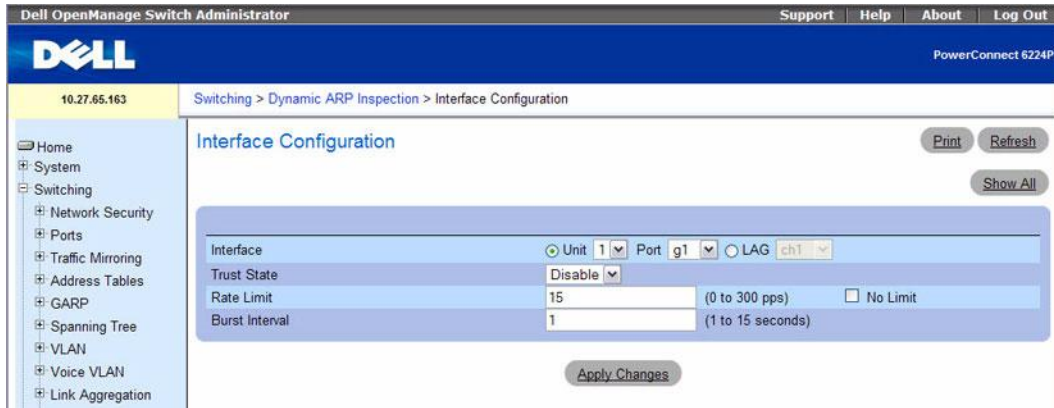 Dell OpenManage Switch Administrator Support Help About Log Out
DELL
PowerConnect 6224P
10.27.65.163
Switching > Dynamic ARP Inspection > Interface Configuration
Home
System
Switching
Network Security
Ports
Traffic Mirroring
Address Tables
GARP
Spanning Tree
VLAN
Voice VLAN
Link Aggregation
Interface Configuration
Print Refresh
Show All
Interface Unit 1 Port g1 LAG ch1
Trust State Disable
Rate Limit 15 (0 to 300 pps) No Limit
Burst Interval 1 (1 to 15 seconds)
Apply Changes